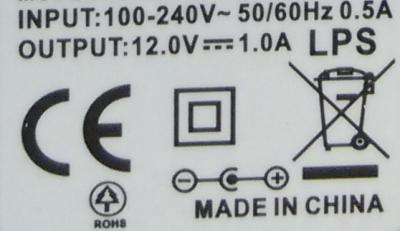 INPUT:100-240V~ 50/60Hz 0.5A
OUTPUT:12.0V⎓1.0A LPS
CE
ROHS
MADE IN CHINA